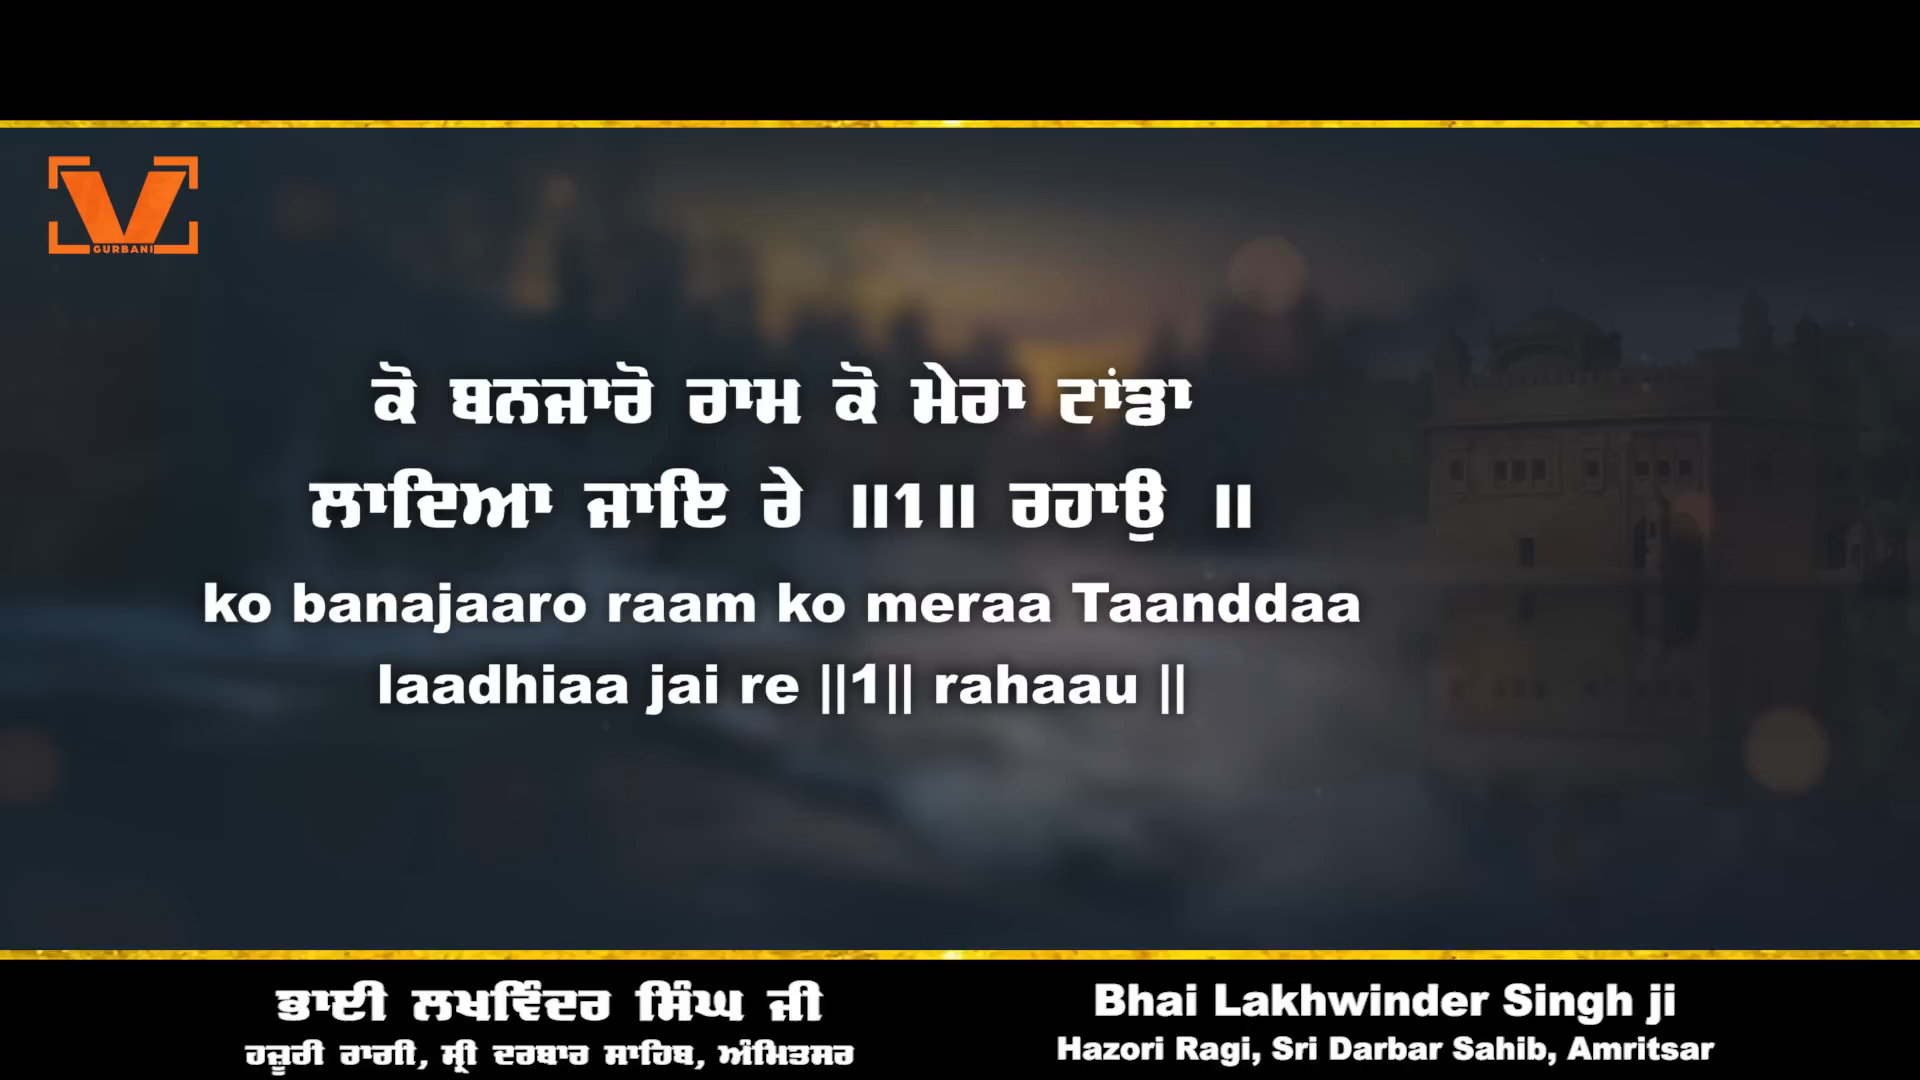 V
GURBANI
ਕੋ ਬਨਜਾਰੋ ਰਾਮ ਕੋ ਮੇਰਾ ਟਾਂਡਾ
ਲਾਦਿਆ ਜਾਇ ਰੇ ॥1॥ ਰਹਾਉ ॥
ko banajaaro raam ko meraa Taanddaa
laadhiaa jai re ||1|| rahaau ||
ਭਾਈ ਲਖਵਿੰਦਰ ਸਿੰਘ ਜੀ
ਹਜ਼ੂਰੀ ਰਾਗੀ, ਸ੍ਰੀ ਦਰਬਾਰ ਸਾਹਿਬ, ਅੰਮਿਤਸਰ
Bhai Lakhwinder Singh ji
Hazori Ragi, Sri Darbar Sahib, Amritsar